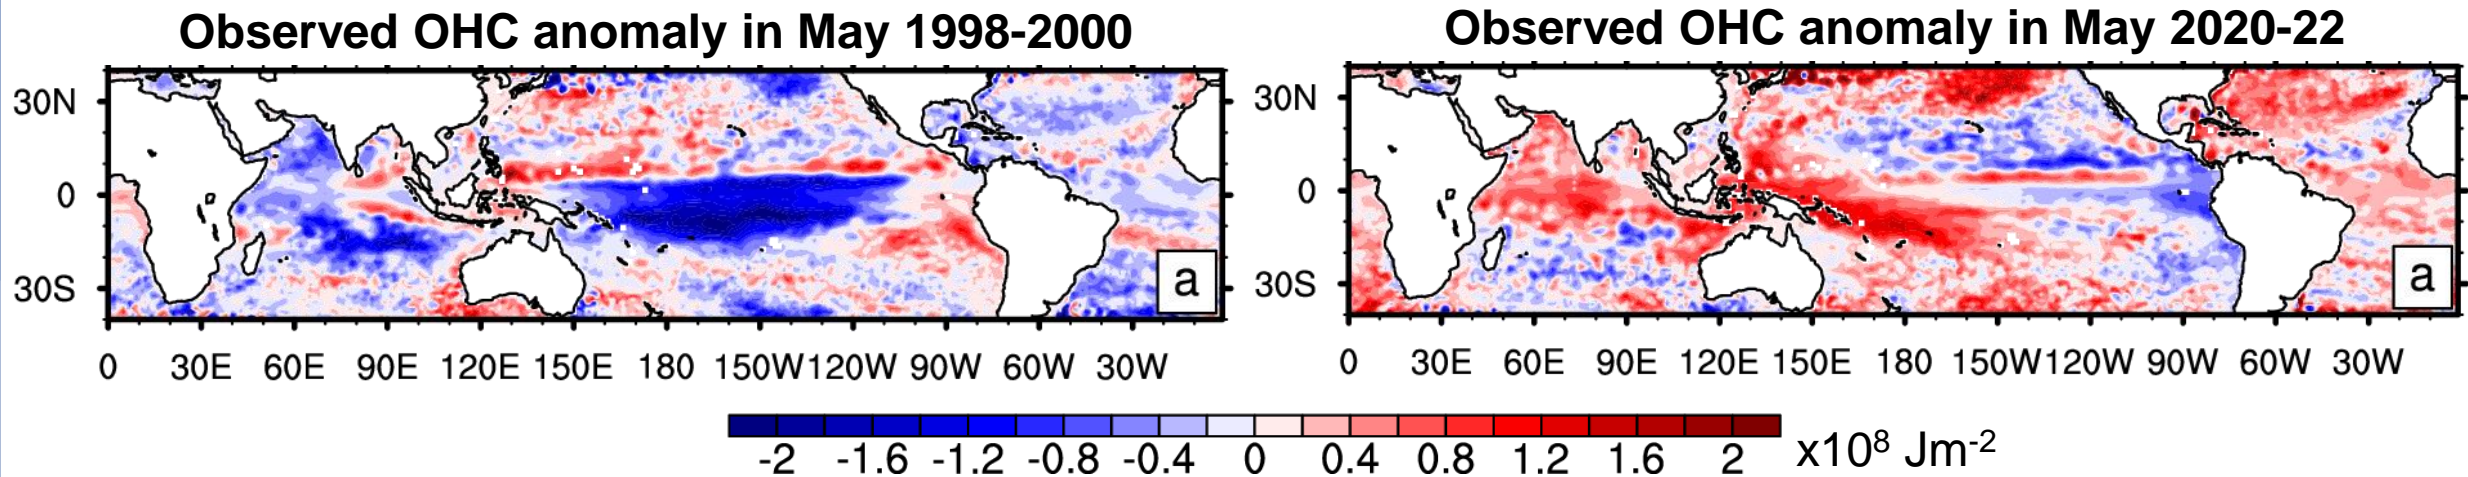 Observed OHC anomaly in May 1998-2000
30N
0
30S
a
0 30E 60E 90E 120E 150E 180 150W 120W 90W 60W 30W
Observed OHC anomaly in May 2020-22
30N
0
30S
a
0 30E 60E 90E 120E 150E 180 150W 120W 90W 60W 30W
-2 -1.6 -1.2 -0.8 -0.4 0 0.4 0.8 1.2 1.6 2 x10⁸ Jm⁻²